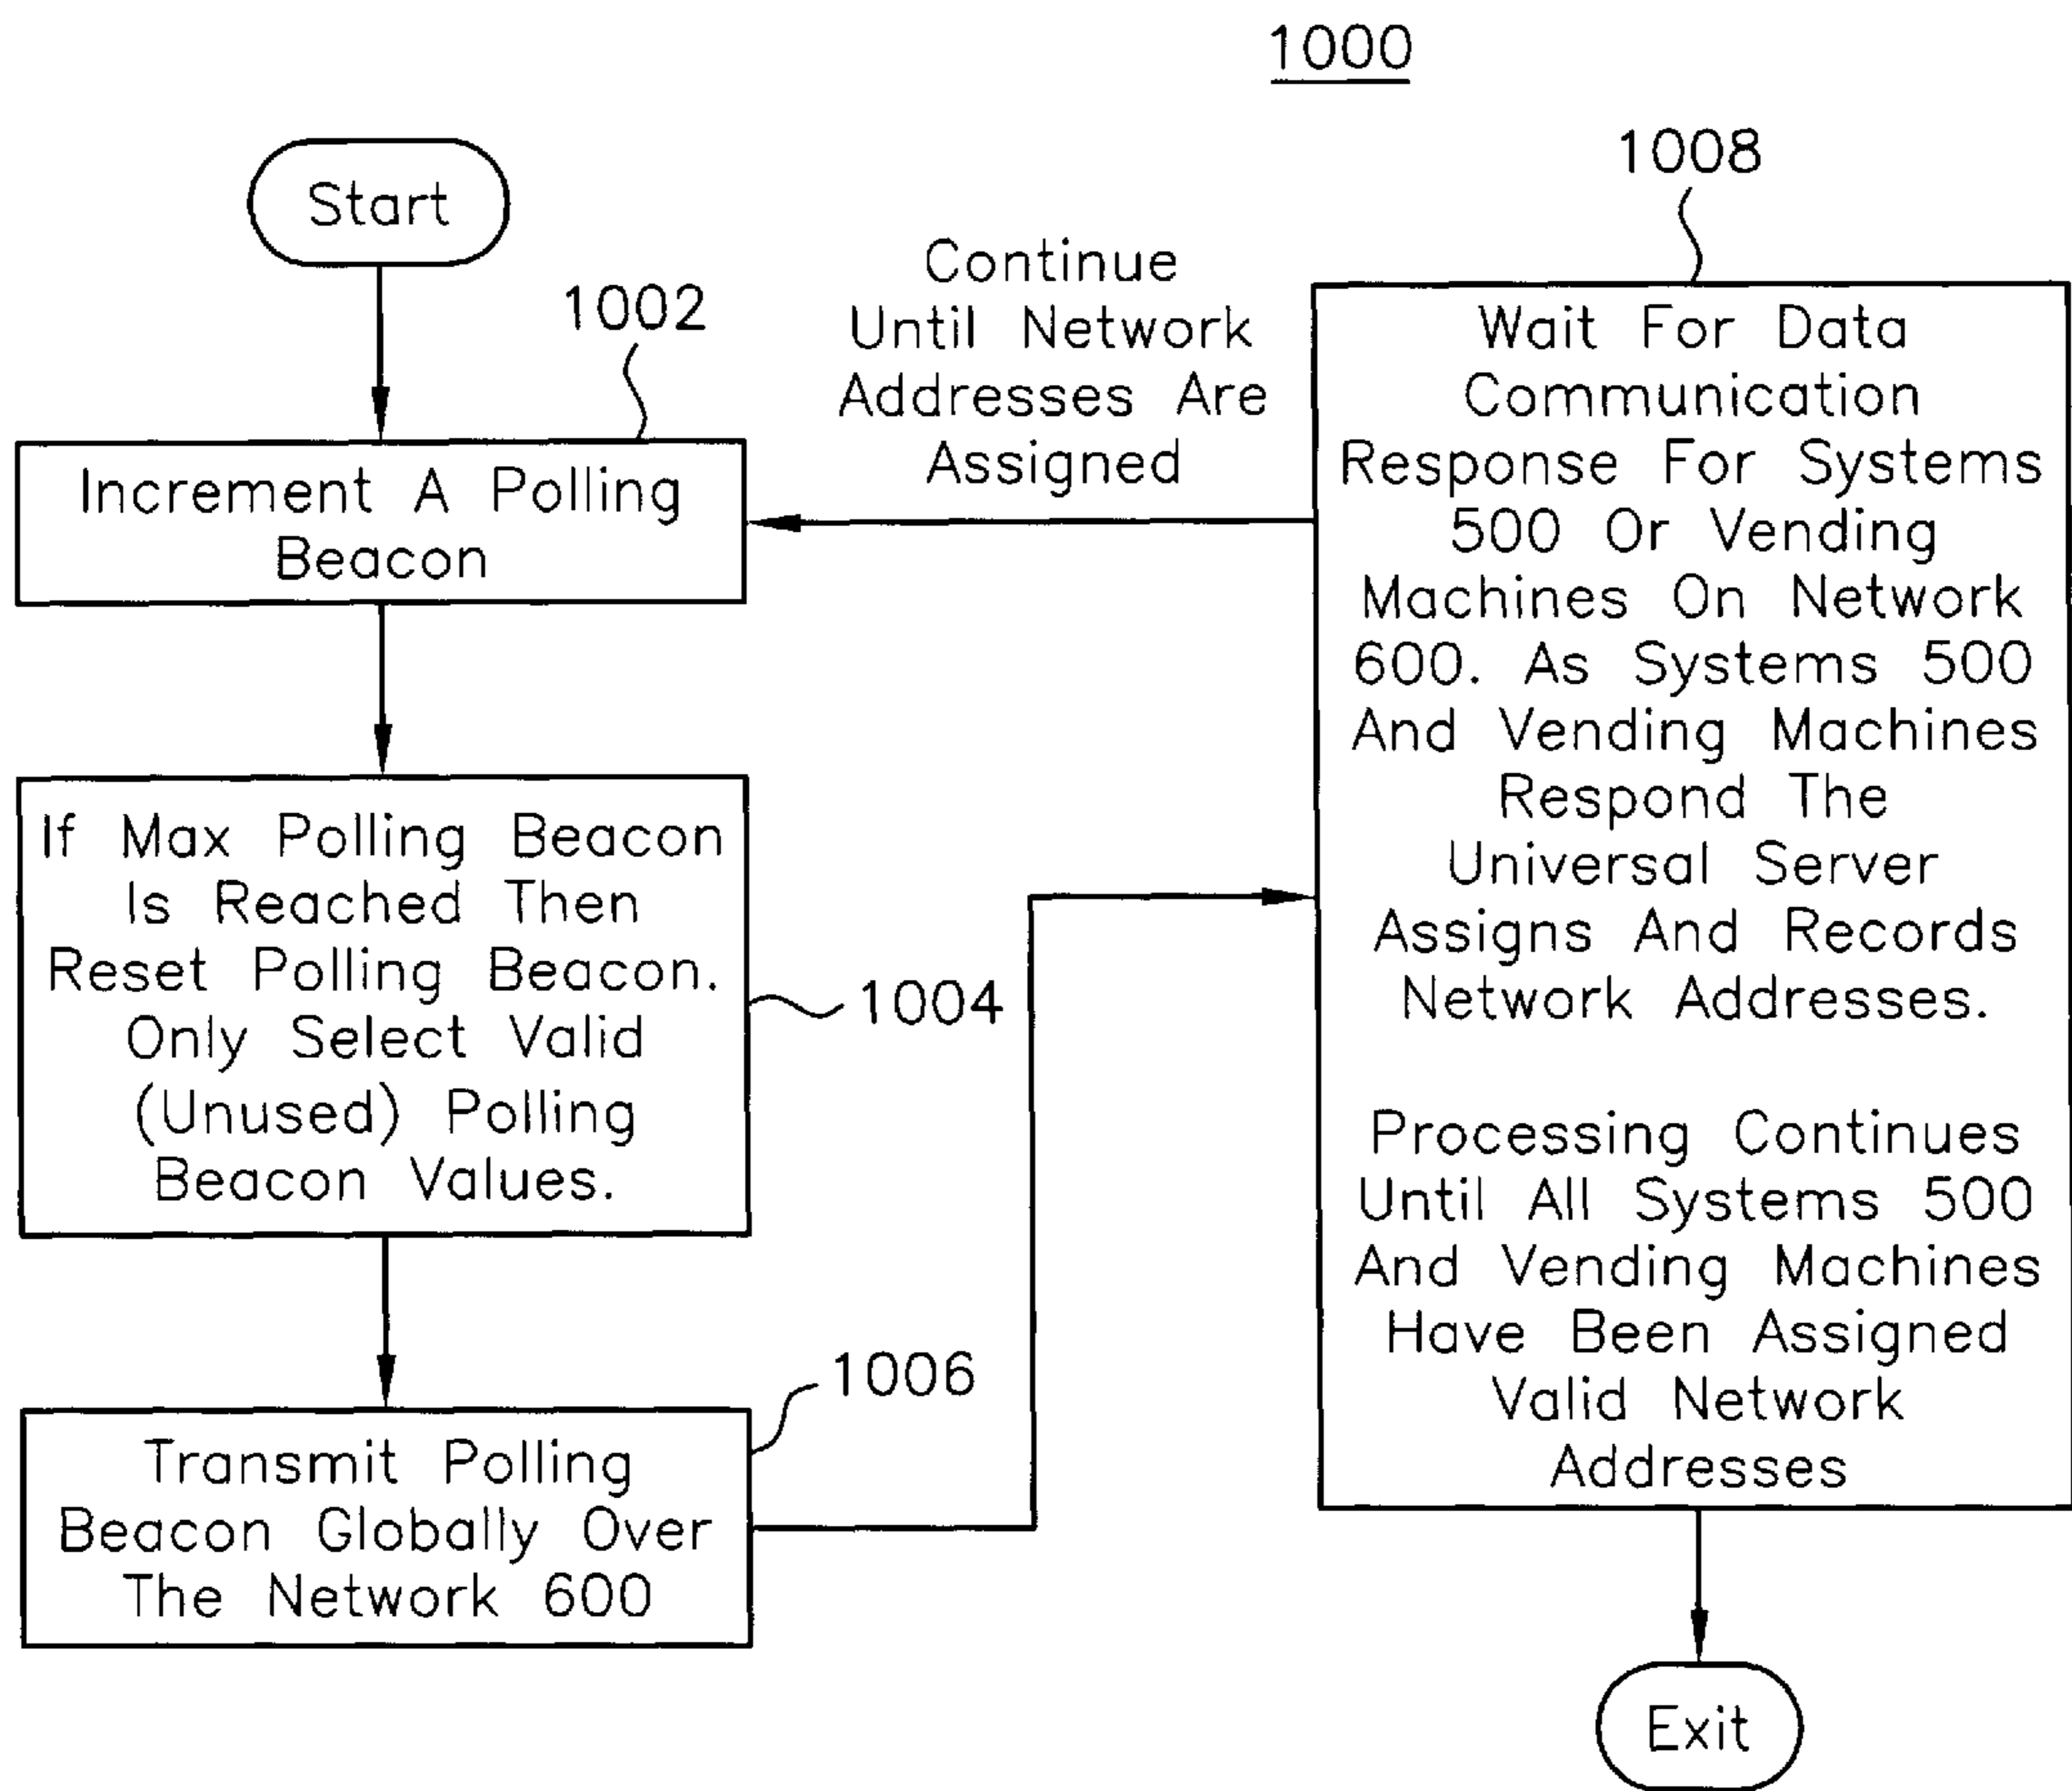 1000
Start
1002
Increment A Polling
Beacon
If Max Polling Beacon
Is Reached Then
Reset Polling Beacon.
Only Select Valid
(Unused) Polling
Beacon Values.
1004
Transmit Polling
Beacon Globally Over
The Network 600
1006
Continue
Until Network
Addresses Are
Assigned
1008
Wait For Data
Communication
Response For Systems
500 Or Vending
Machines On Network
600. As Systems 500
And Vending Machines
Respond The
Universal Server
Assigns And Records
Network Addresses.
Processing Continues
Until All Systems 500
And Vending Machines
Have Been Assigned
Valid Network
Addresses
Exit